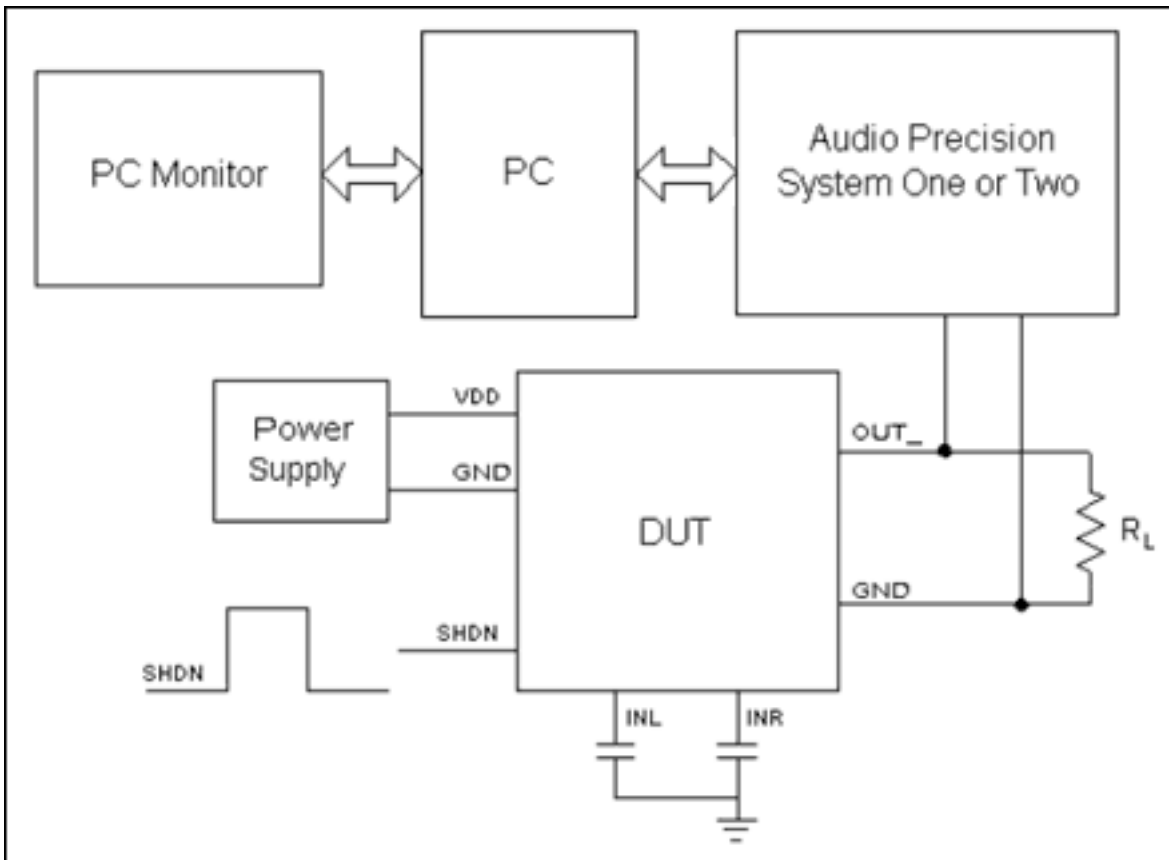 PC Monitor
PC
Audio Precision
System One or Two
Power
Supply
VDD
GND
DUT
OUT_
GND
R_L
SHDN
SHDN
INL
INR